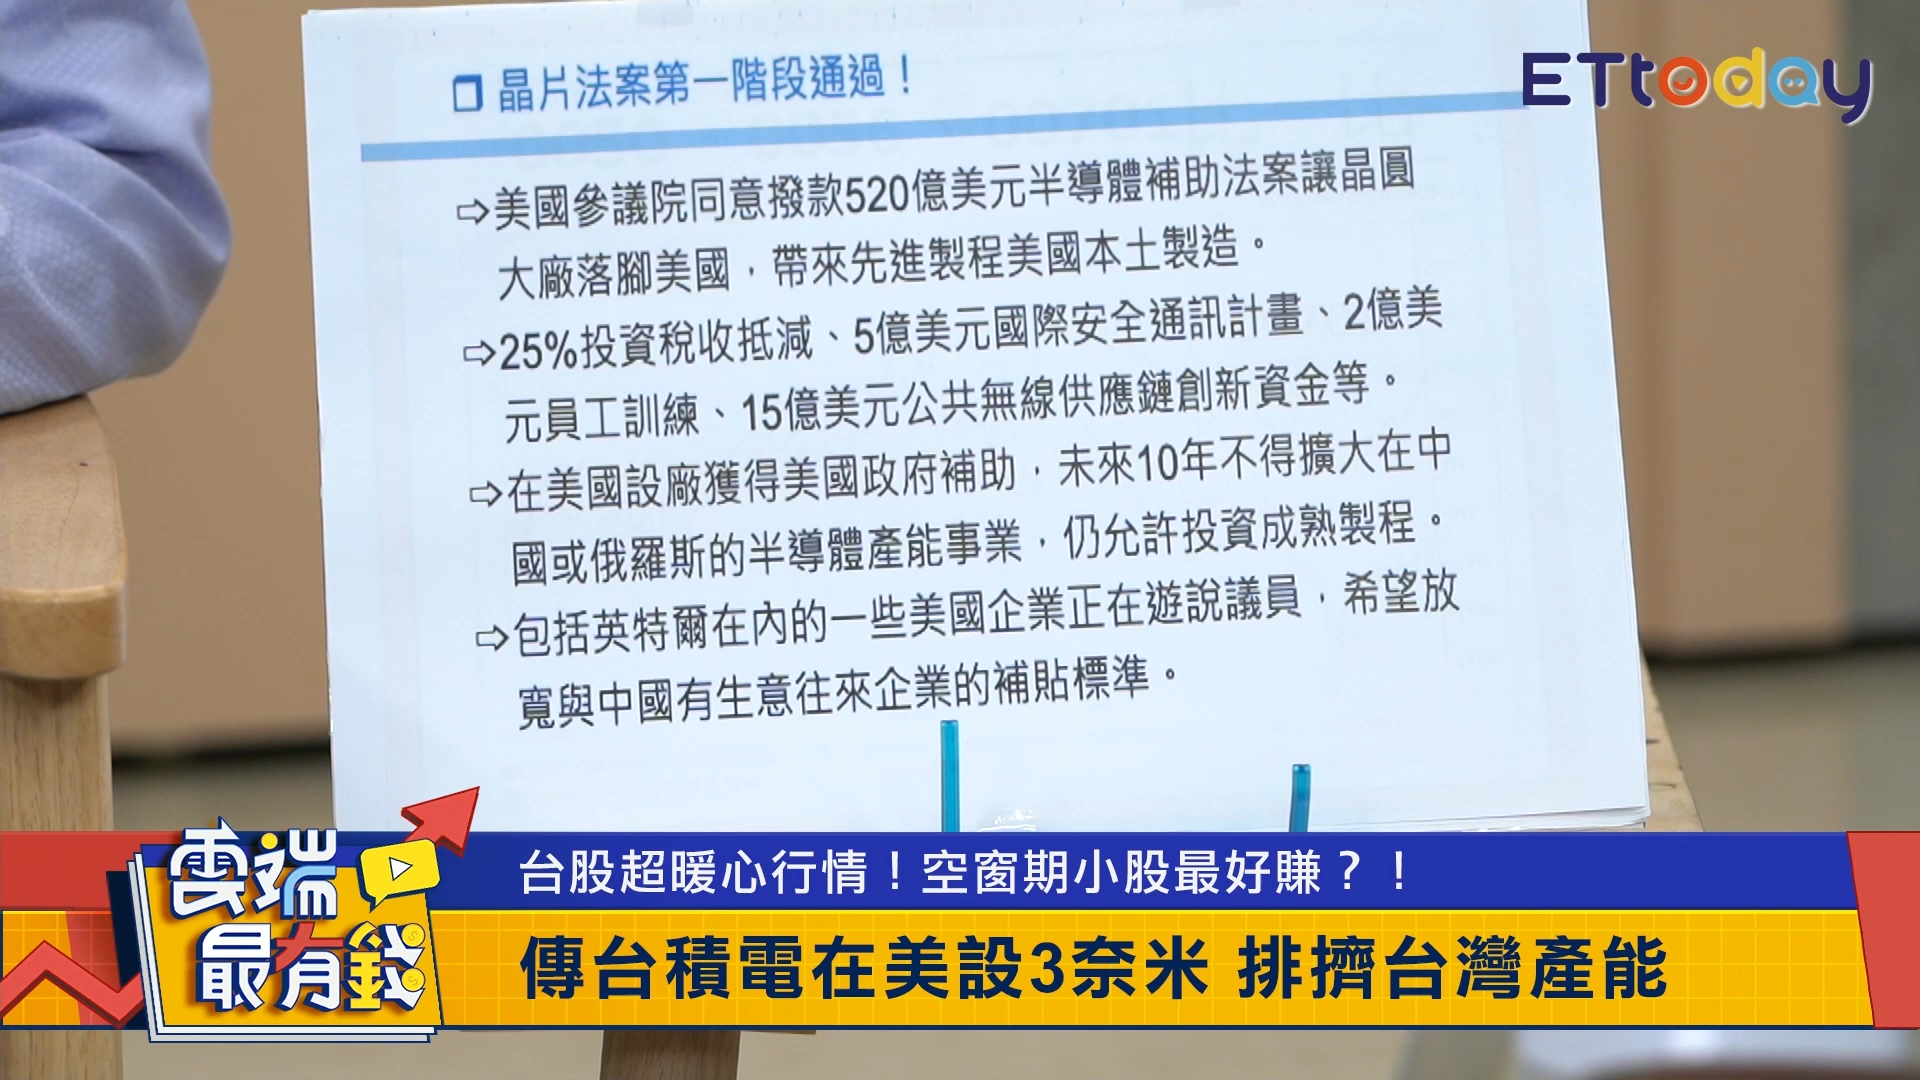 ETtoday
晶片法案第一階段通過！
⇨美國參議院同意撥款520億美元半導體補助法案讓晶圓
大廠落腳美國，帶來先進製程美國本土製造。
⇨25%投資稅收抵減、5億美元國際安全通訊計畫、2億美
元員工訓練、15億美元公共無線供應鏈創新資金等。
⇨在美國設廠獲得美國政府補助，未來10年不得擴大在中
國或俄羅斯的半導體產能事業，仍允許投資成熟製程。
⇨包括英特爾在內的一些美國企業正在遊說議員，希望放
寬與中國有生意往來企業的補貼標準。
雲端
最有錢
台股超暖心行情！空窗期小股最好賺？！
傳台積電在美設3奈米 排擠台灣產能